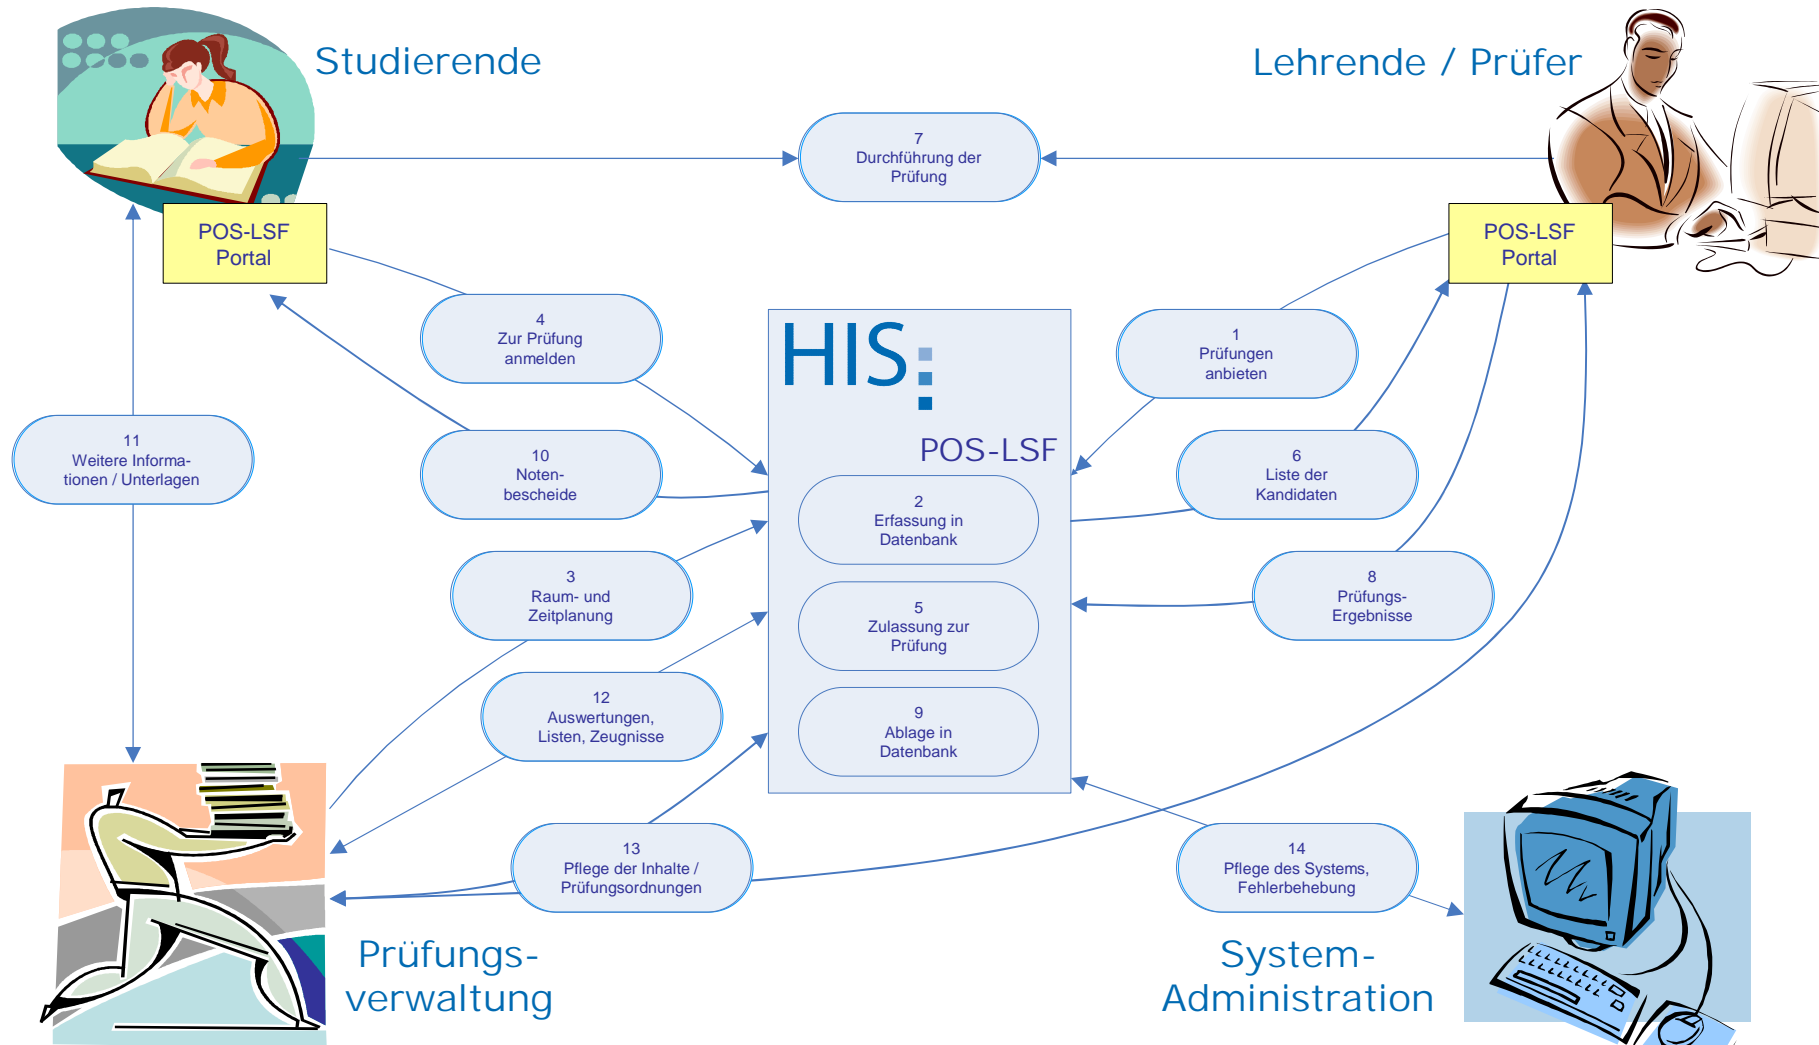 Studierende
Lehrende / Prüfer
7
Durchführung der
Prüfung
POS-LSF
Portal
POS-LSF
Portal
4
Zur Prüfung
anmelden
HIS
1
Prüfungen
anbieten
11
Weitere Informa-
tionen / Unterlagen
10
Noten-
bescheide
POS-LSF
6
Liste der
Kandidaten
2
Erfassung in
Datenbank
3
Raum- und
Zeitplanung
5
Zulassung zur
Prüfung
8
Prüfungs-
Ergebnisse
12
Auswertungen,
Listen, Zeugnisse
9
Ablage in
Datenbank
13
Pflege der Inhalte /
Prüfungsordnungen
14
Pflege des Systems,
Fehlerbehebung
Prüfungs-
verwaltung
System-
Administration